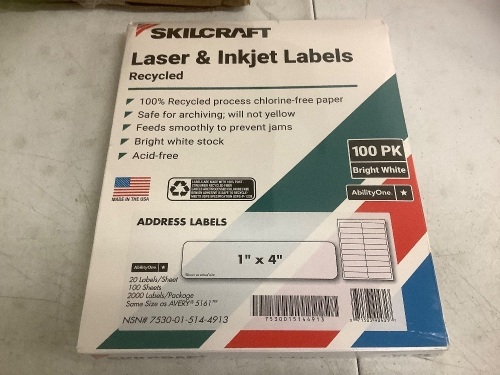 SKILCRAFT
Laser & Inkjet Labels
Recycled
100% Recycled process chlorine-free paper
Safe for archiving; will not yellow
Feeds smoothly to prevent jams
Bright white stock
Acid-free
100 PK
Bright White
AbilityOne
MADE IN THE USA
ADDRESS LABELS
1" x 4"
AbilityOne
20 Labels/Sheet
100 Sheets
2000 Labels/Package
Same Size as AVERY® 5161™
NSN# 7530-01-514-4913
7530015144913